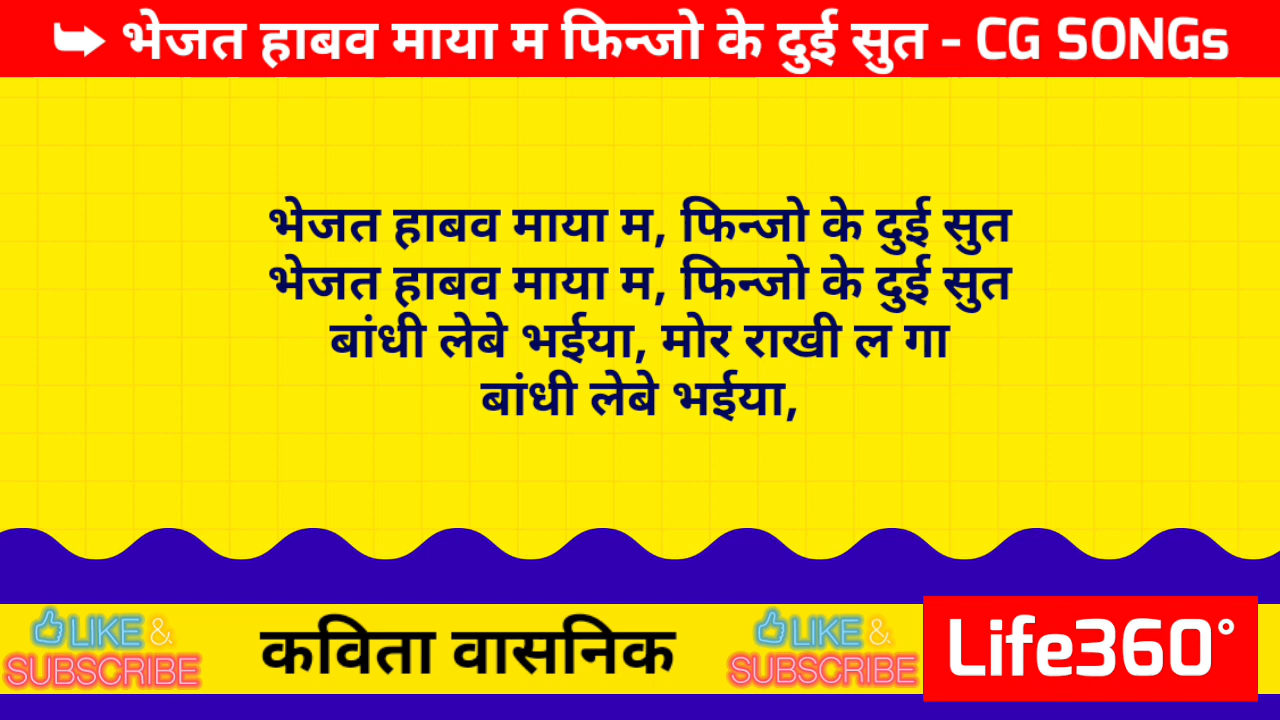 ➥ भेजत हाबव माया म फिन्जो के दुई सुत - CG SONGs
भेजत हाबव माया म, फिन्जो के दुई सुत
भेजत हाबव माया म, फिन्जो के दुई सुत
बांधी लेबे भईया, मोर राखी ल गा
बांधी लेबे भईया,
LIKE &
SUBSCRIBE
कविता वासनिक
LIKE &
SUBSCRIBE
Life360°